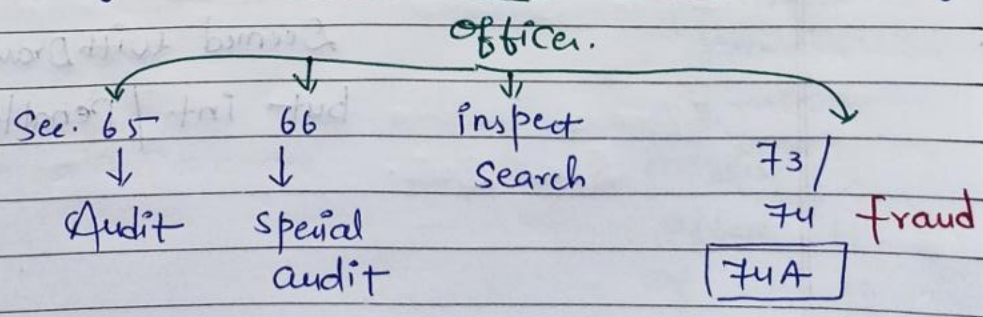 Officer.
Sec. 65 66 inspect
search 73/
Audit special 74 fraud
audit 74A